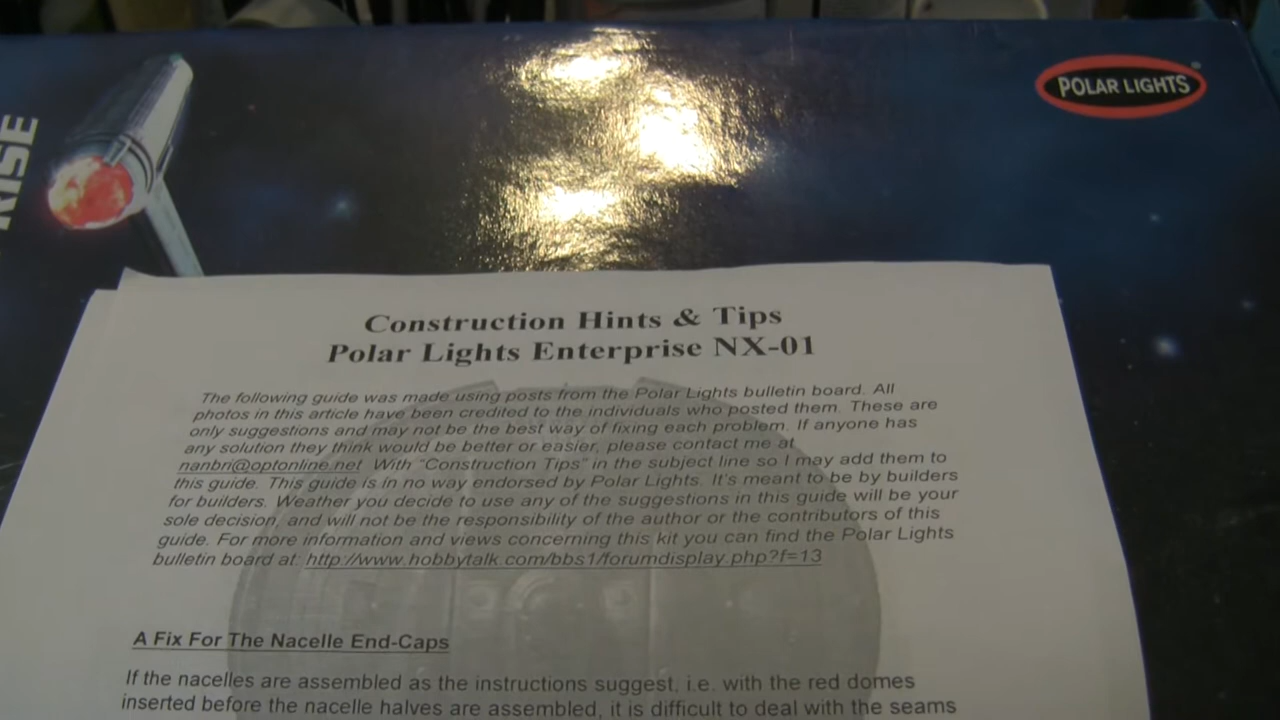 RISE
POLAR LIGHTS
Construction Hints & Tips
Polar Lights Enterprise NX-01
The following guide was made using posts from the Polar Lights bulletin board. All
photos in this article have been credited to the individuals who posted them. These are
only suggestions and may not be the best way of fixing each problem. If anyone has
any solution they think would be better or easier, please contact me at
nanbri@optonline.net With “Construction Tips” in the subject line so I may add them to
this guide. This guide is in no way endorsed by Polar Lights. It's meant to be by builders
for builders. Weather you decide to use any of the suggestions in this guide will be your
sole decision, and will not be the responsibility of the author or the contributors of this
guide. For more information and views concerning this kit you can find the Polar Lights
bulletin board at: http://www.hobbytalk.com/bbs1/forumdisplay.php?f=13
A Fix For The Nacelle End-Caps
If the nacelles are assembled as the instructions suggest, i.e. with the red domes
inserted before the nacelle halves are assembled, it is difficult to deal with the seams